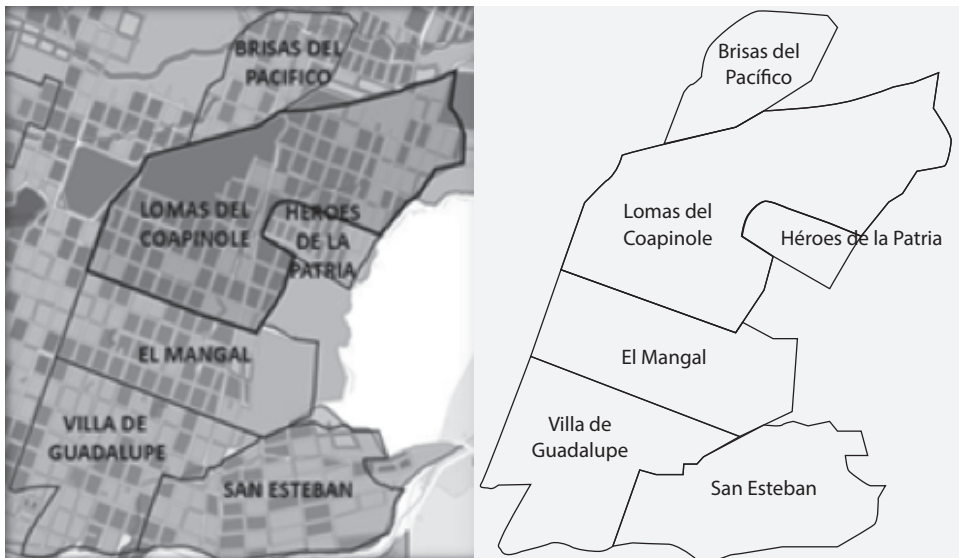 BRISAS DEL
PACIFICO
LOMAS DEL
COAPINOLE
HÉROES
DE LA
PATRIA
EL MANGAL
VILLA DE
GUADALUPE
SAN ESTEBAN
Brisas del
Pacífico
Lomas del
Coapinole
Héroes de la Patria
El Mangal
Villa de
Guadalupe
San Esteban